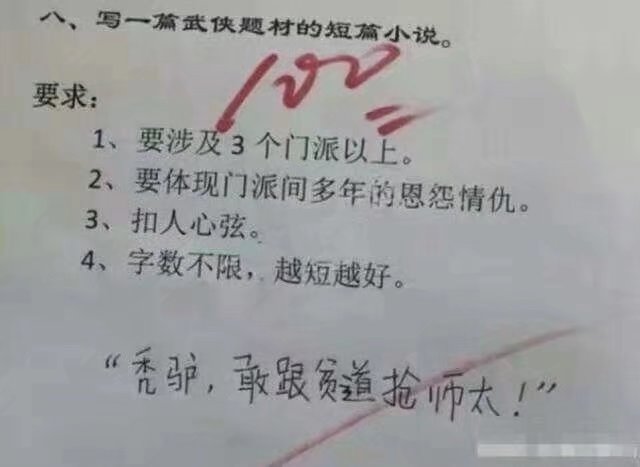 八、写一篇武侠题材的短篇小说。
100
要求：
1、要涉及 3 个门派以上。
2、要体现门派间多年的恩怨情仇。
3、扣人心弦。
4、字数不限，越短越好。
“秃驴，敢跟贫道抢师太！”